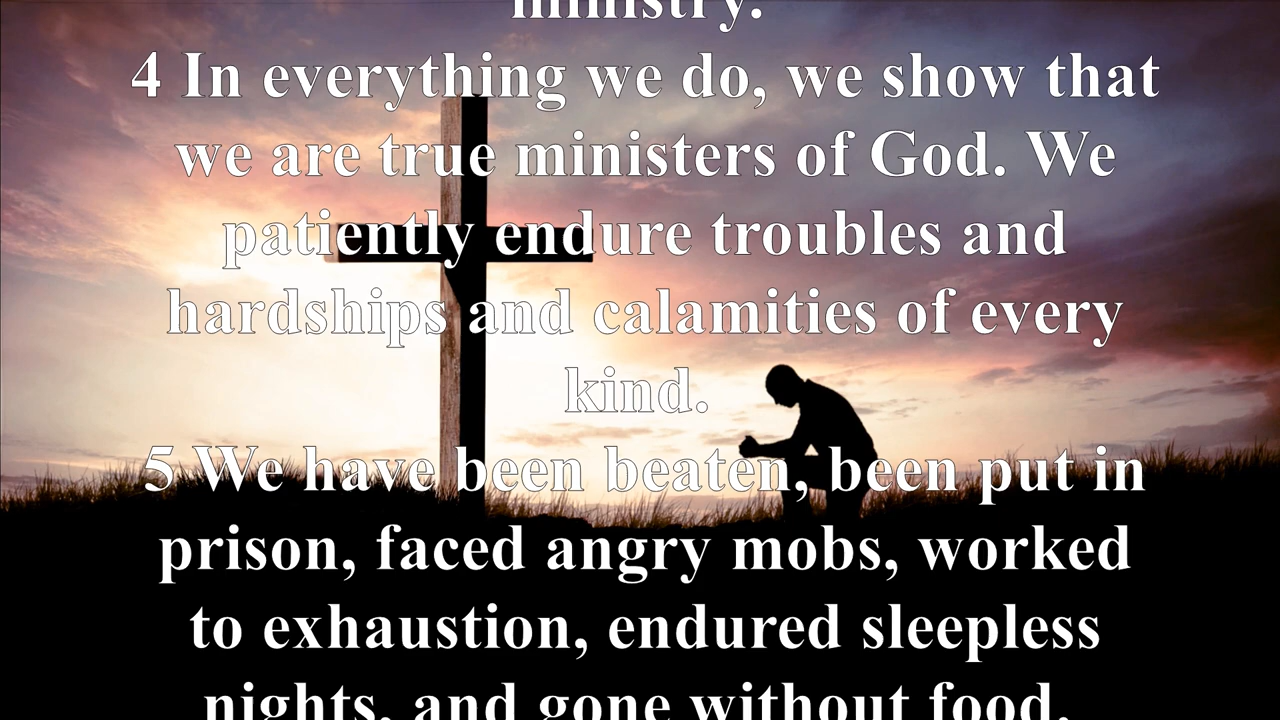 ministry.
4 In everything we do, we show that
we are true ministers of God. We
patiently endure troubles and
hardships and calamities of every
kind.
5 We have been beaten, been put in
prison, faced angry mobs, worked
to exhaustion, endured sleepless
nights, and gone without food.